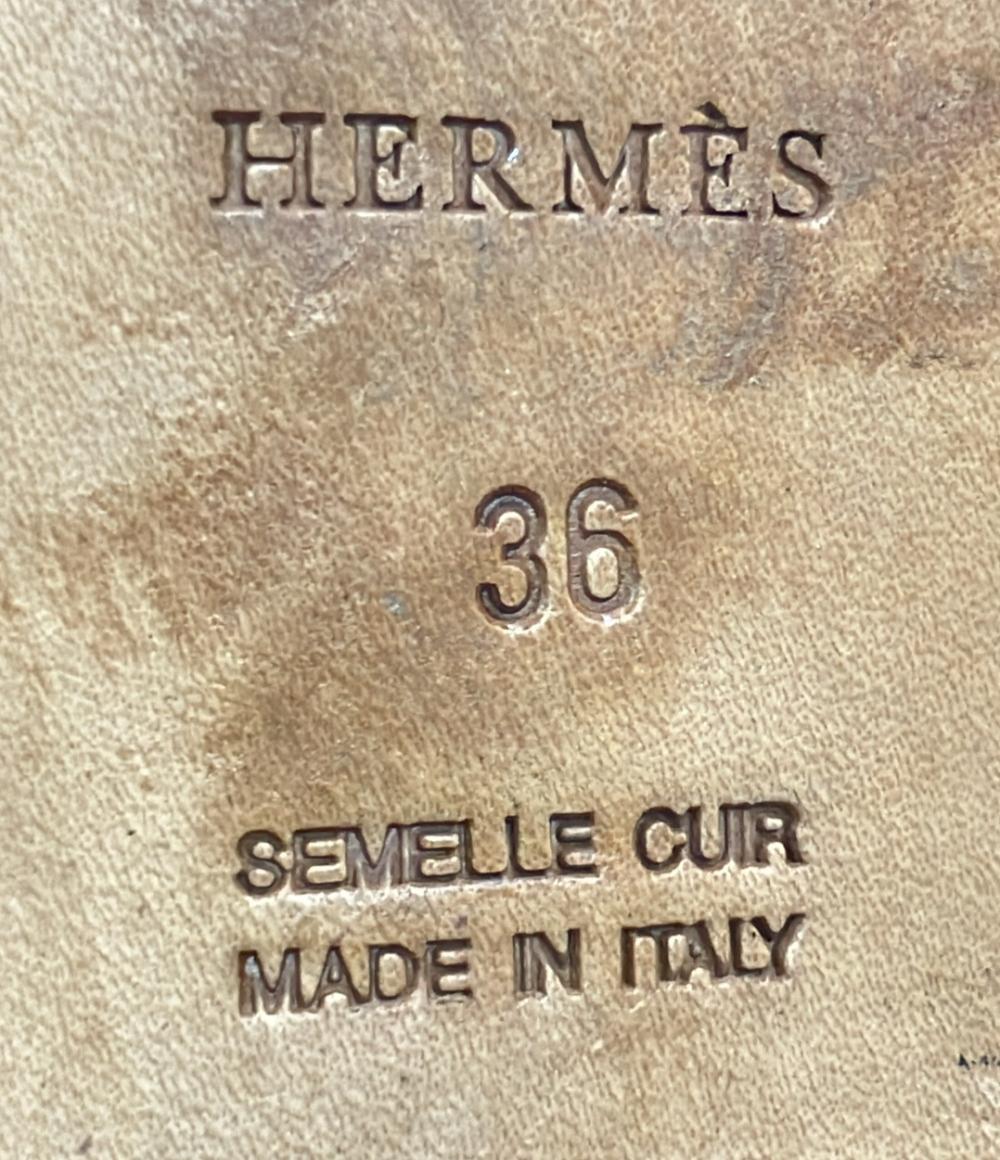 HERMÈS
36
SEMELLE CUIR
MADE IN ITALY